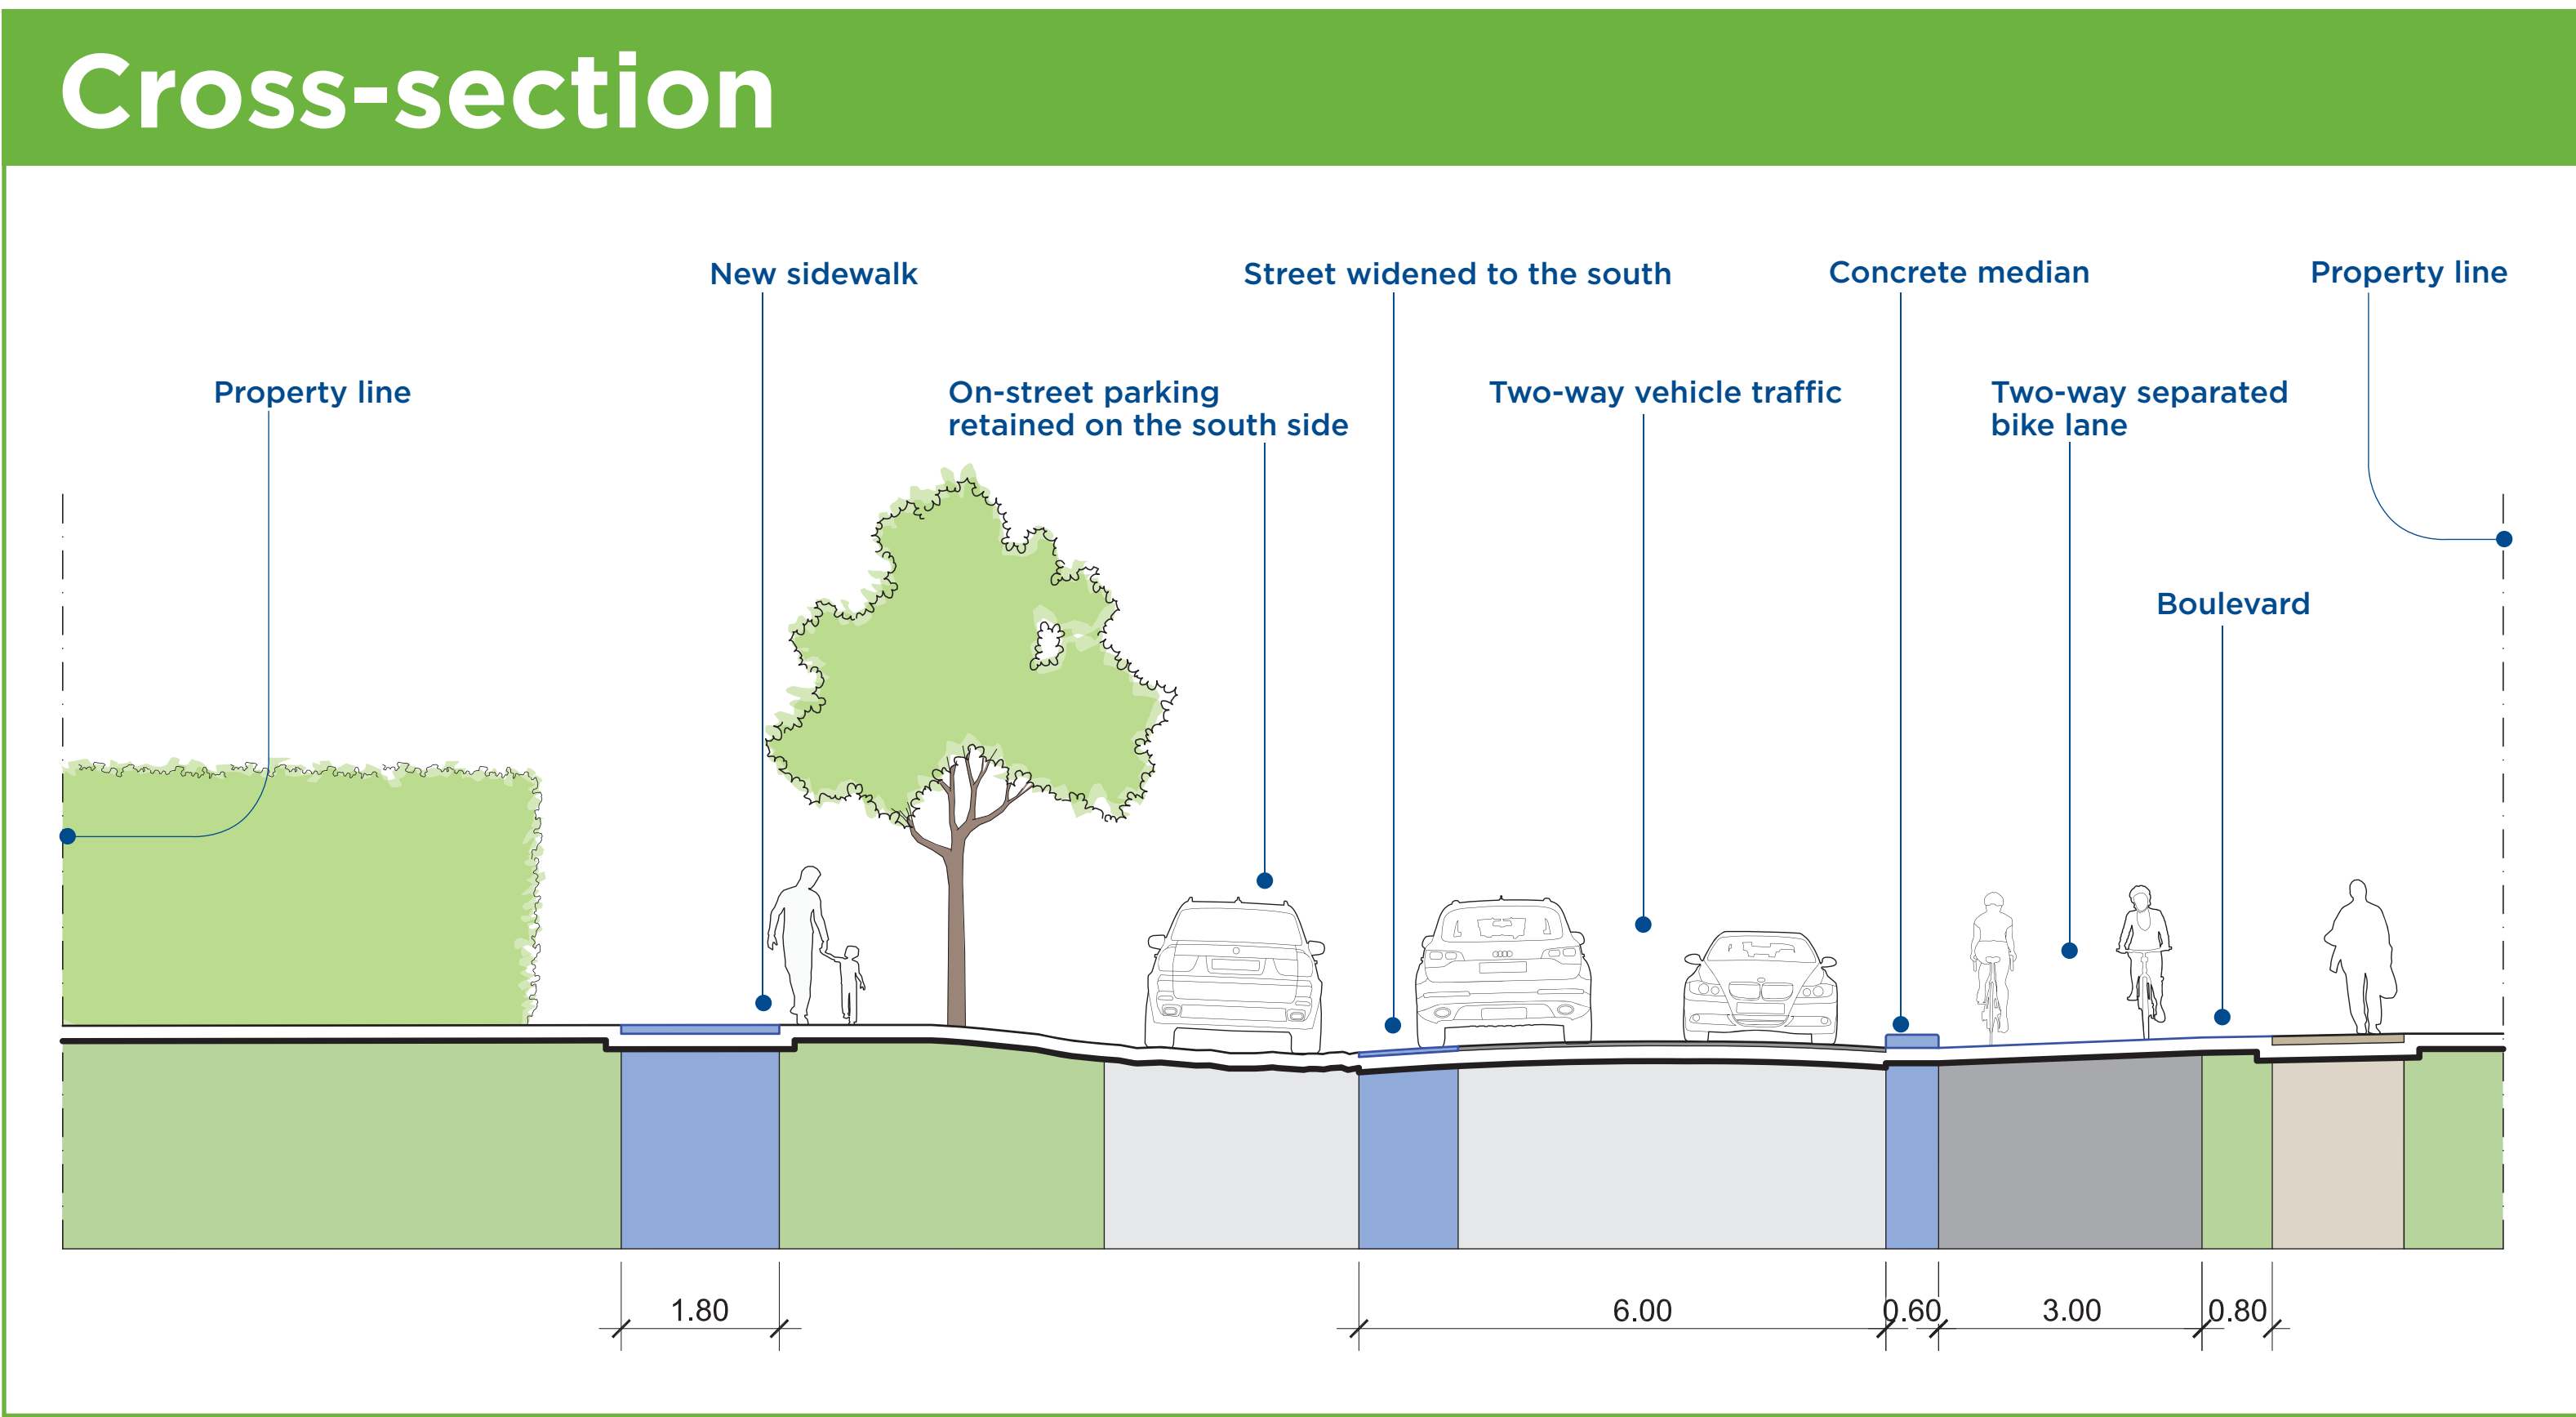 Cross-section
New sidewalk
Street widened to the south
Concrete median
Property line
Property line
On-street parking
retained on the south side
Two-way vehicle traffic
Two-way separated
bike lane
Boulevard
1.80
6.00
0.60
3.00
0.80